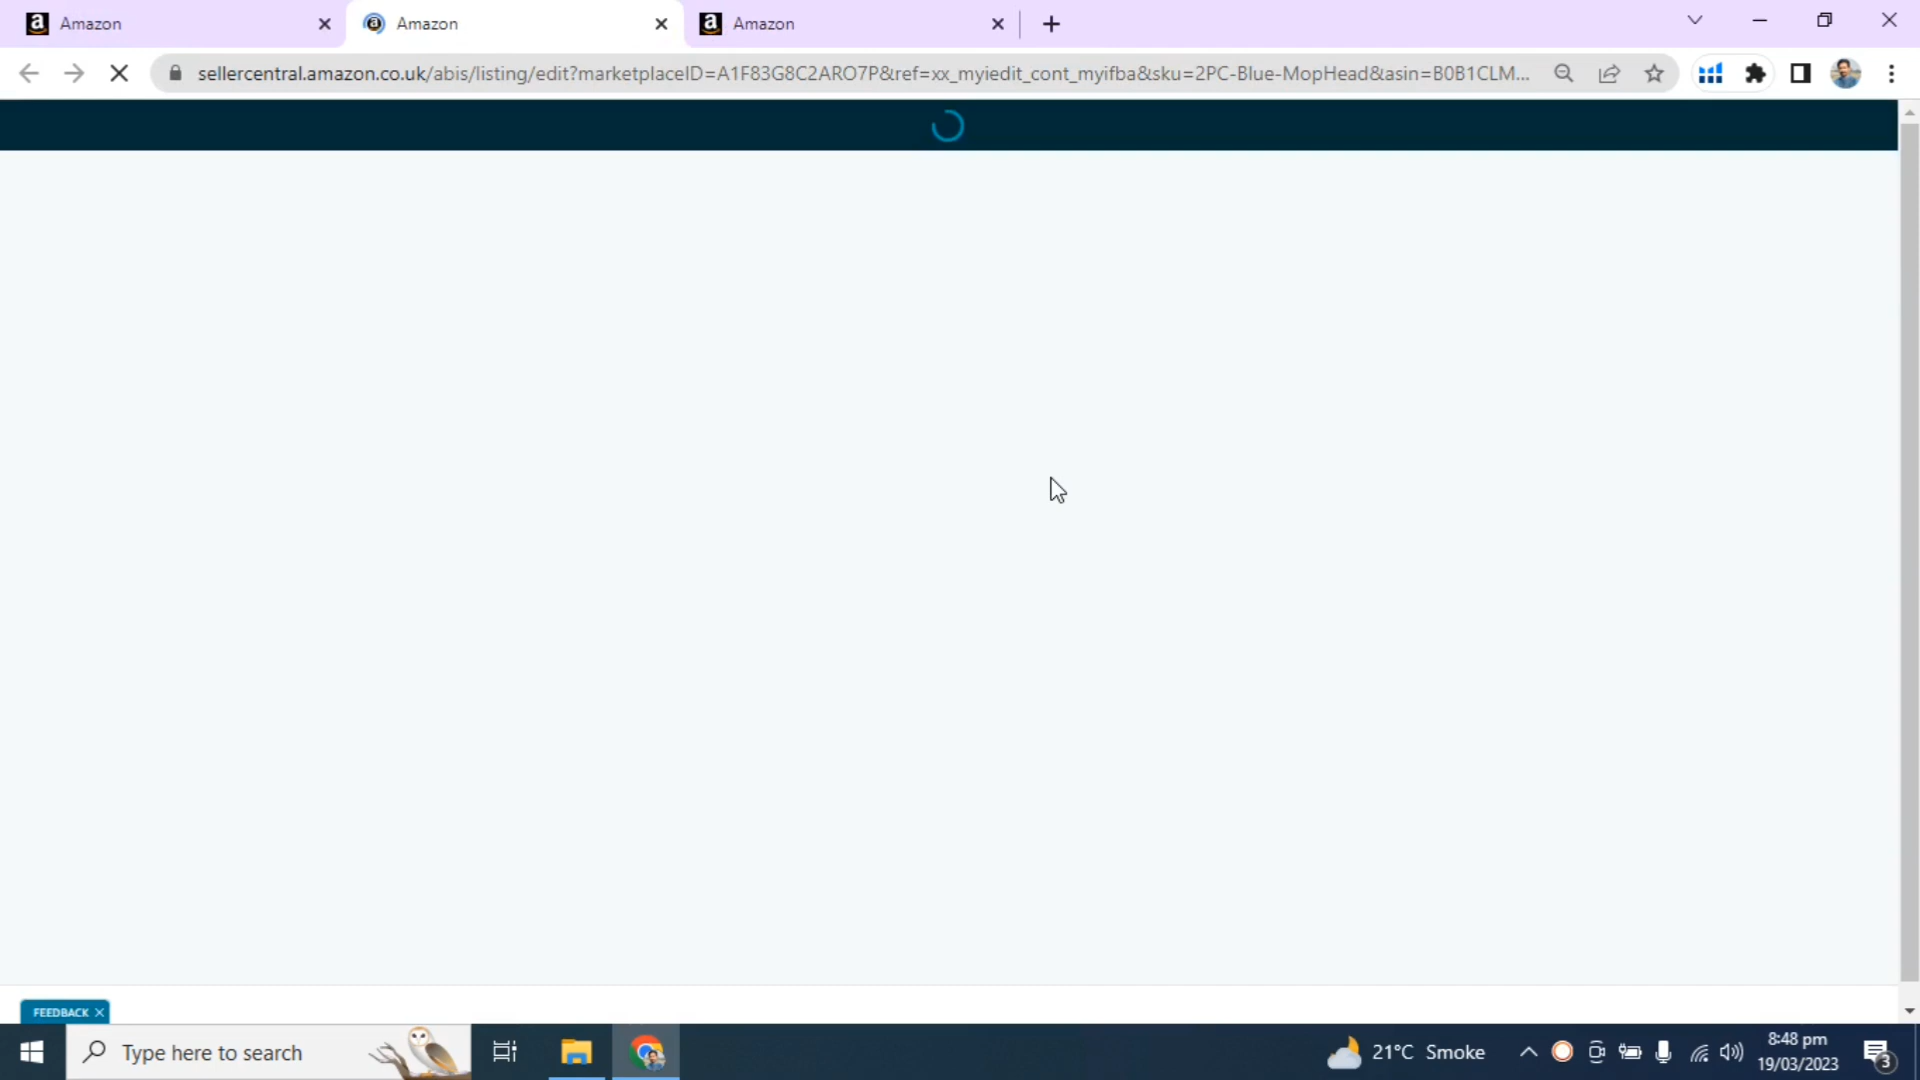 Amazon
Amazon
Amazon
sellercentral.amazon.co.uk/abis/listing/edit?marketplaceID=A1F83G8C2ARO7P&ref=xx_myiedit_cont_myifba&sku=2PC-Blue-MopHead&asin=B0B1CLM...
FEEDBACK
Type here to search
21°C Smoke
8:48 pm
19/03/2023
3